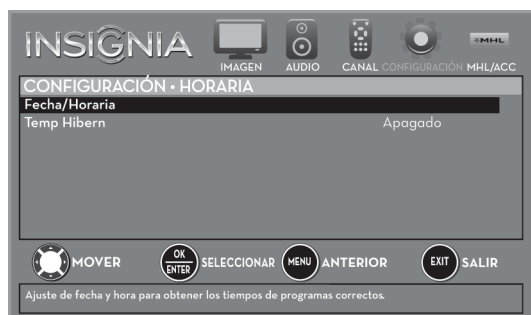 INSIGNIA
IMAGEN AUDIO CANAL CONFIGURACIÓN MHL/ACC
MHL
CONFIGURACIÓN • HORARIA
Fecha/Horaria
Temp Hibern Apagado
MOVER OK ENTER SELECCIONAR MENU ANTERIOR EXIT SALIR
Ajuste de fecha y hora para obtener los tiempos de programas correctos.